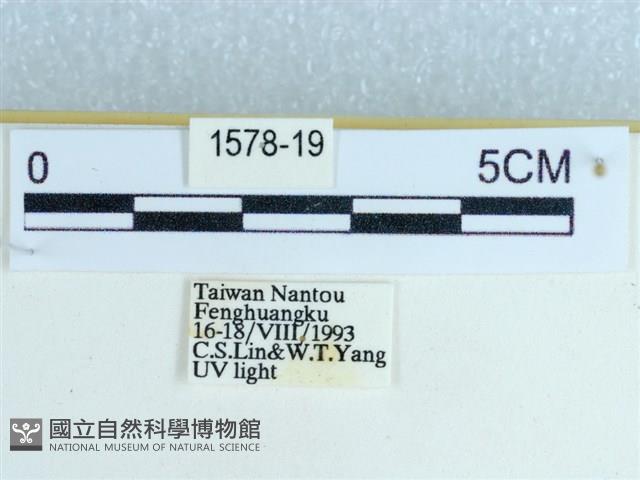 1578-19
0 5CM
Taiwan Nantou
Fenghuangku
16-18/VIII/1993
C.S.Lin&W.T.Yang
UV light
國立自然科學博物館
NATIONAL MUSEUM OF NATURAL SCIENCE